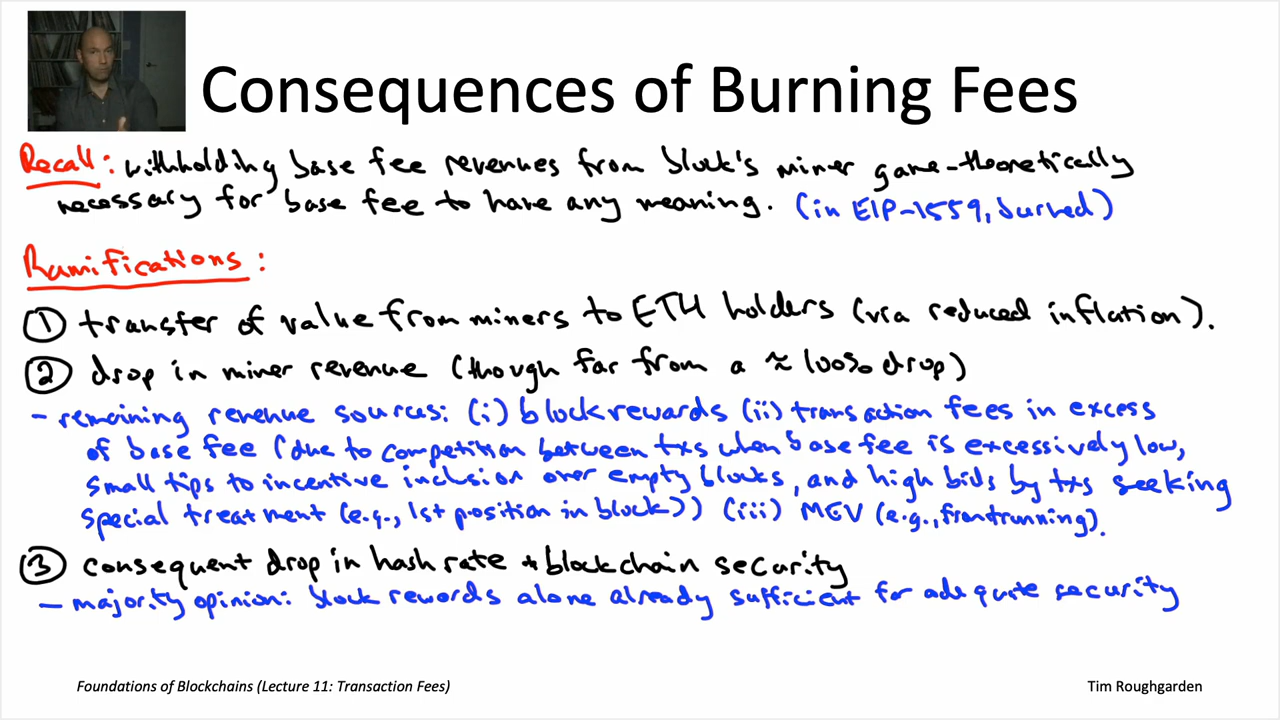 Consequences of Burning Fees
Recall: withholding base fee revenues from block's miner game-theoretically
necessary for base fee to have any meaning. (in EIP-1559, burned)
Ramifications:
① transfer of value from miners to ETH holders (via reduced inflation).
② drop in miner revenue (though far from a ≈ 100% drop)
- remaining revenue sources: (i) block rewards (ii) transaction fees in excess
of base fee (due to competition between txs when base fee is excessively low,
small tips to incentive inclusion over empty blocks, and high bids by txs seeking
special treatment (e.g., 1st position in block)) (iii) MEV (e.g., frontrunning).
③ consequent drop in hash rate + blockchain security
- majority opinion: block rewords alone already sufficient for adequite security
Foundations of Blockchains (Lecture 11: Transaction Fees)
Tim Roughgarden